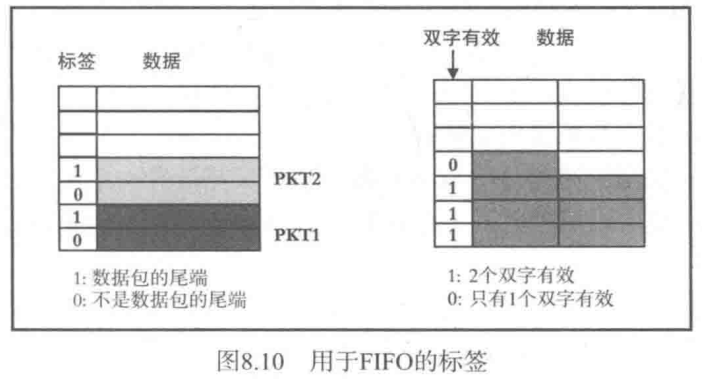 标签 数据
1
0
1
0
PKT2
PKT1
1: 数据包的尾端
0: 不是数据包的尾端
双字有效 数据
0
1
1
1
1: 2个双字有效
0: 只有1个双字有效
图8.10 用于FIFO的标签